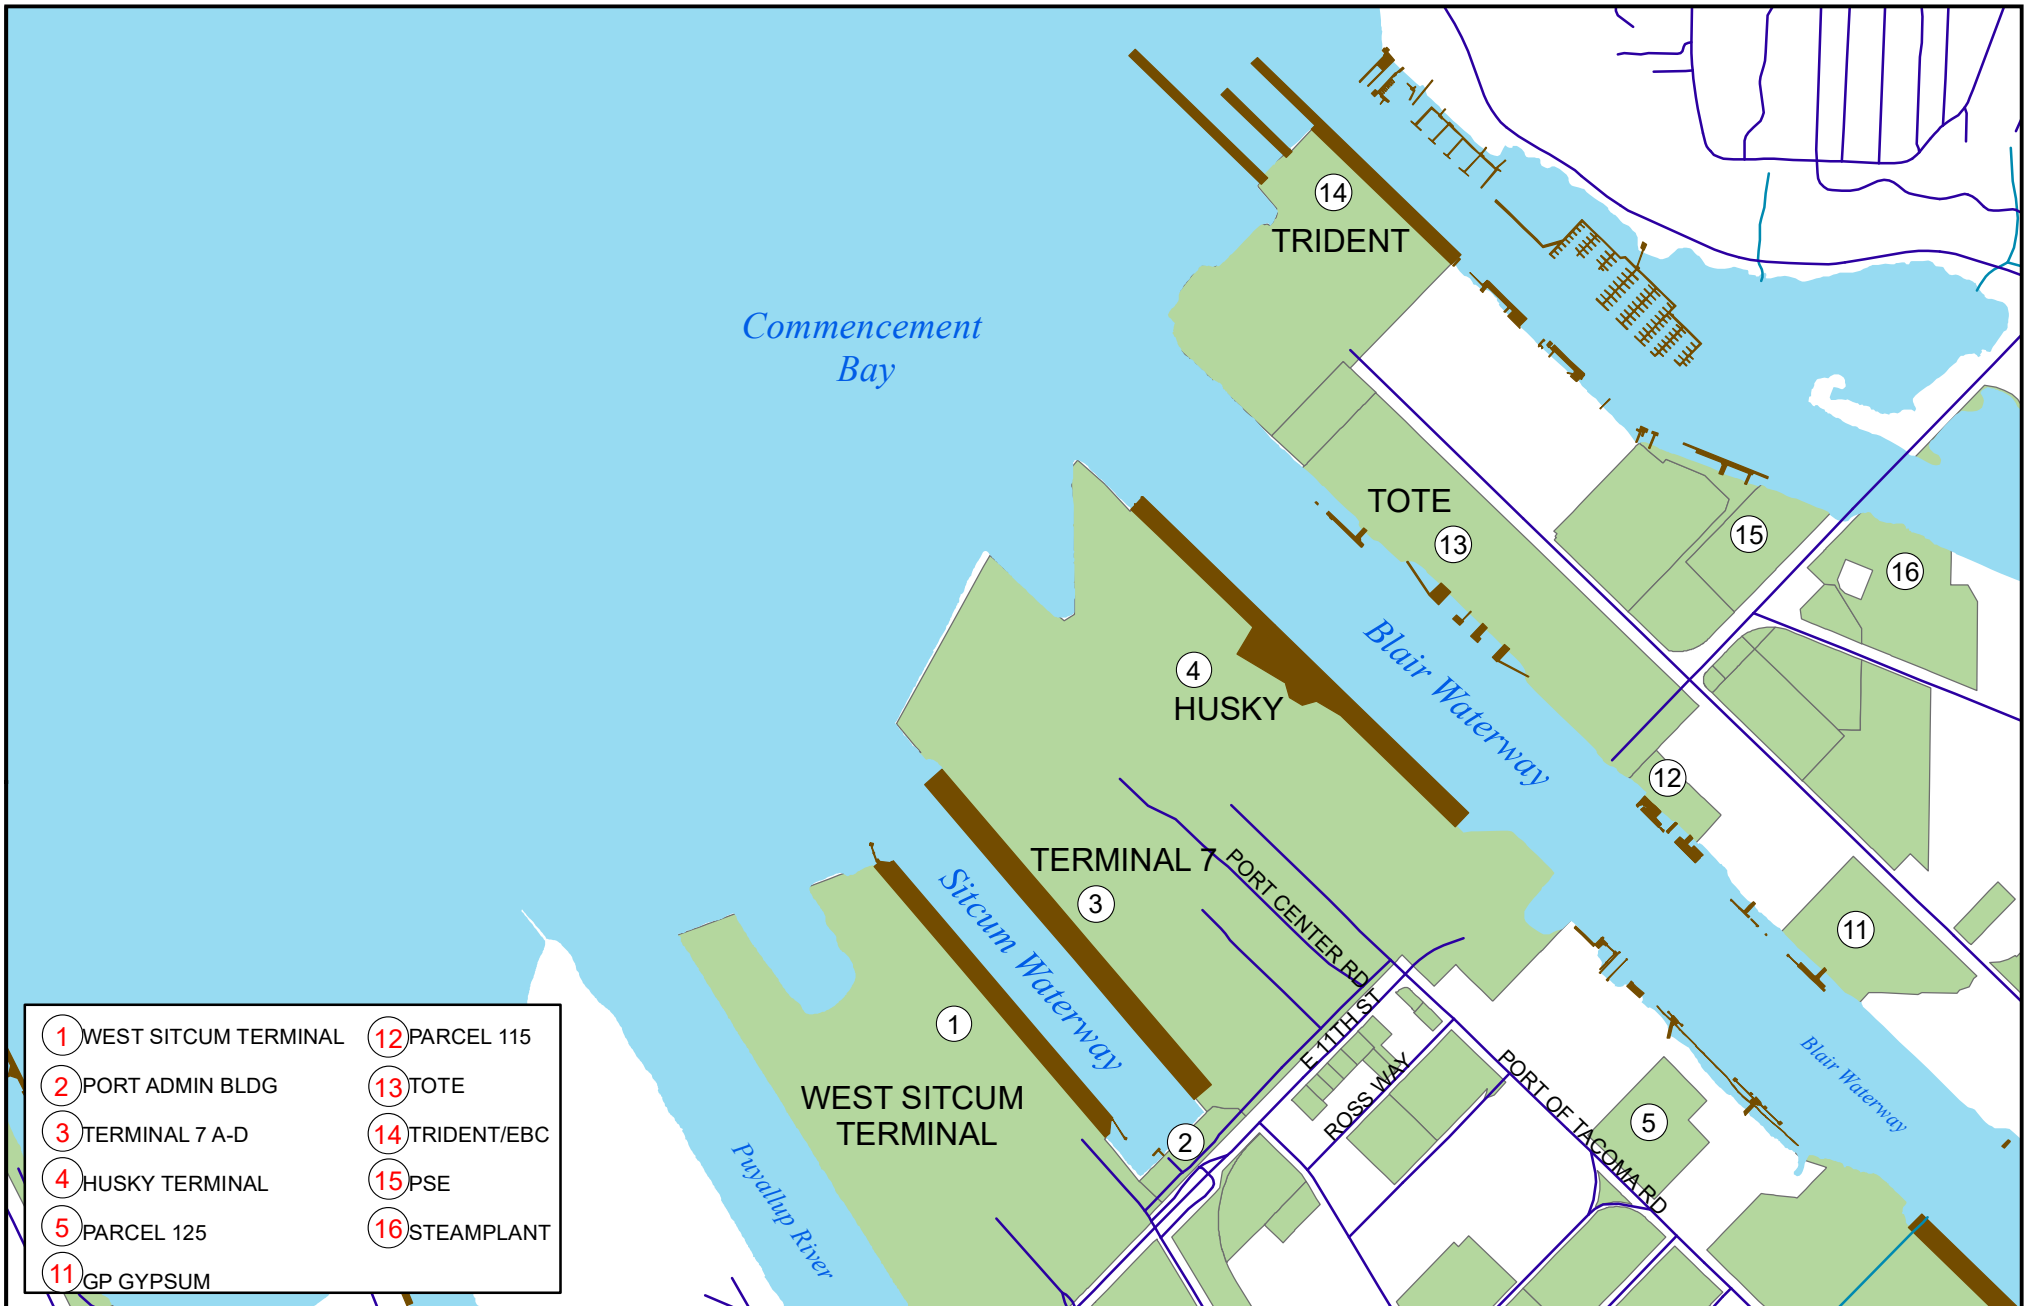 14
TRIDENT
Commencement
Bay
TOTE
13
15
16
4
HUSKY
Blair Waterway
12
TERMINAL 7
3
PORT CENTER RD
Sitcum Waterway
11
1
E 11TH ST
ROSS WAY
PORT OF TACOMA RD
Blair Waterway
5
WEST SITCUM
TERMINAL
2
Puyallup River
1 WEST SITCUM TERMINAL
2 PORT ADMIN BLDG
3 TERMINAL 7 A-D
4 HUSKY TERMINAL
5 PARCEL 125
11 GP GYPSUM
12 PARCEL 115
13 TOTE
14 TRIDENT/EBC
15 PSE
16 STEAMPLANT